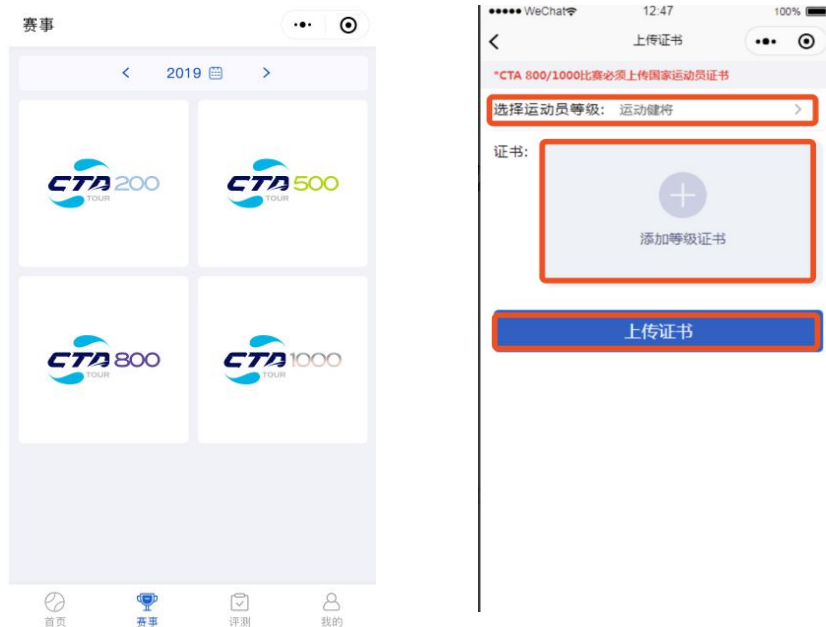 赛事
2019
CTA 200
TOUR
CTA 500
TOUR
CTA 800
TOUR
CTA 1000
TOUR
首页
赛事
评测
我的
WeChat
12:47
100%
上传证书
*CTA 800/1000比赛必须上传国家运动员证书
选择运动员等级: 运动健将
证书:
添加等级证书
上传证书